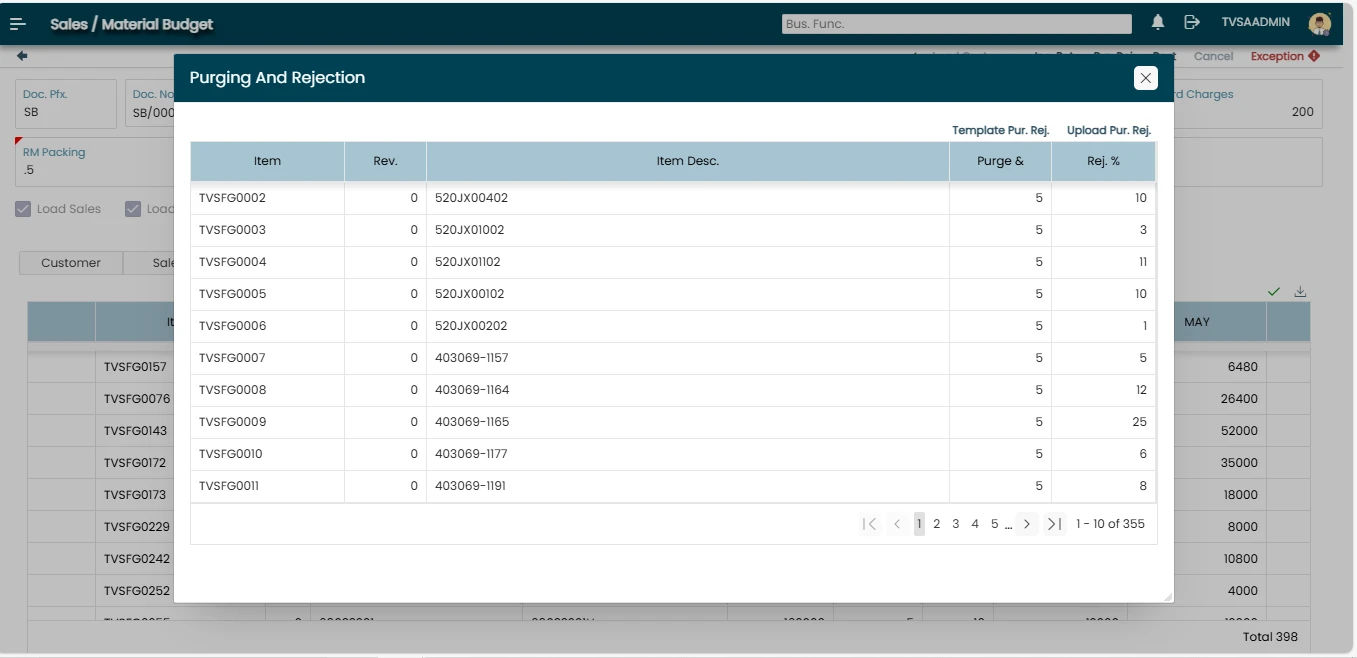 Sales / Material Budget
Bus. Func.
TVSAADMIN
Cancel
Exception
Purging And Rejection
Doc. Pfx.
SB
Doc. No
SB/000
d Charges
200
RM Packing
.5
Load Sales
Load
Customer
Sale
Template Pur. Rej. Upload Pur. Rej.
Item Rev. Item Desc. Purge & Rej. %
TVSFG0002 0 520JX00402 5 10
TVSFG0003 0 520JX01002 5 3
TVSFG0004 0 520JX01102 5 11
TVSFG0005 0 520JX00102 5 10
TVSFG0006 0 520JX00202 5 1
TVSFG0007 0 403069-1157 5 5
TVSFG0008 0 403069-1164 5 12
TVSFG0009 0 403069-1165 5 25
TVSFG0010 0 403069-1177 5 6
TVSFG0011 0 403069-1191 5 8
1 2 3 4 5 ... 1 - 10 of 355
MAY
TVSFG0157 6480
TVSFG0076 26400
TVSFG0143 52000
TVSFG0172 35000
TVSFG0173 18000
TVSFG0229 8000
TVSFG0242 10800
TVSFG0252 4000
Total 398